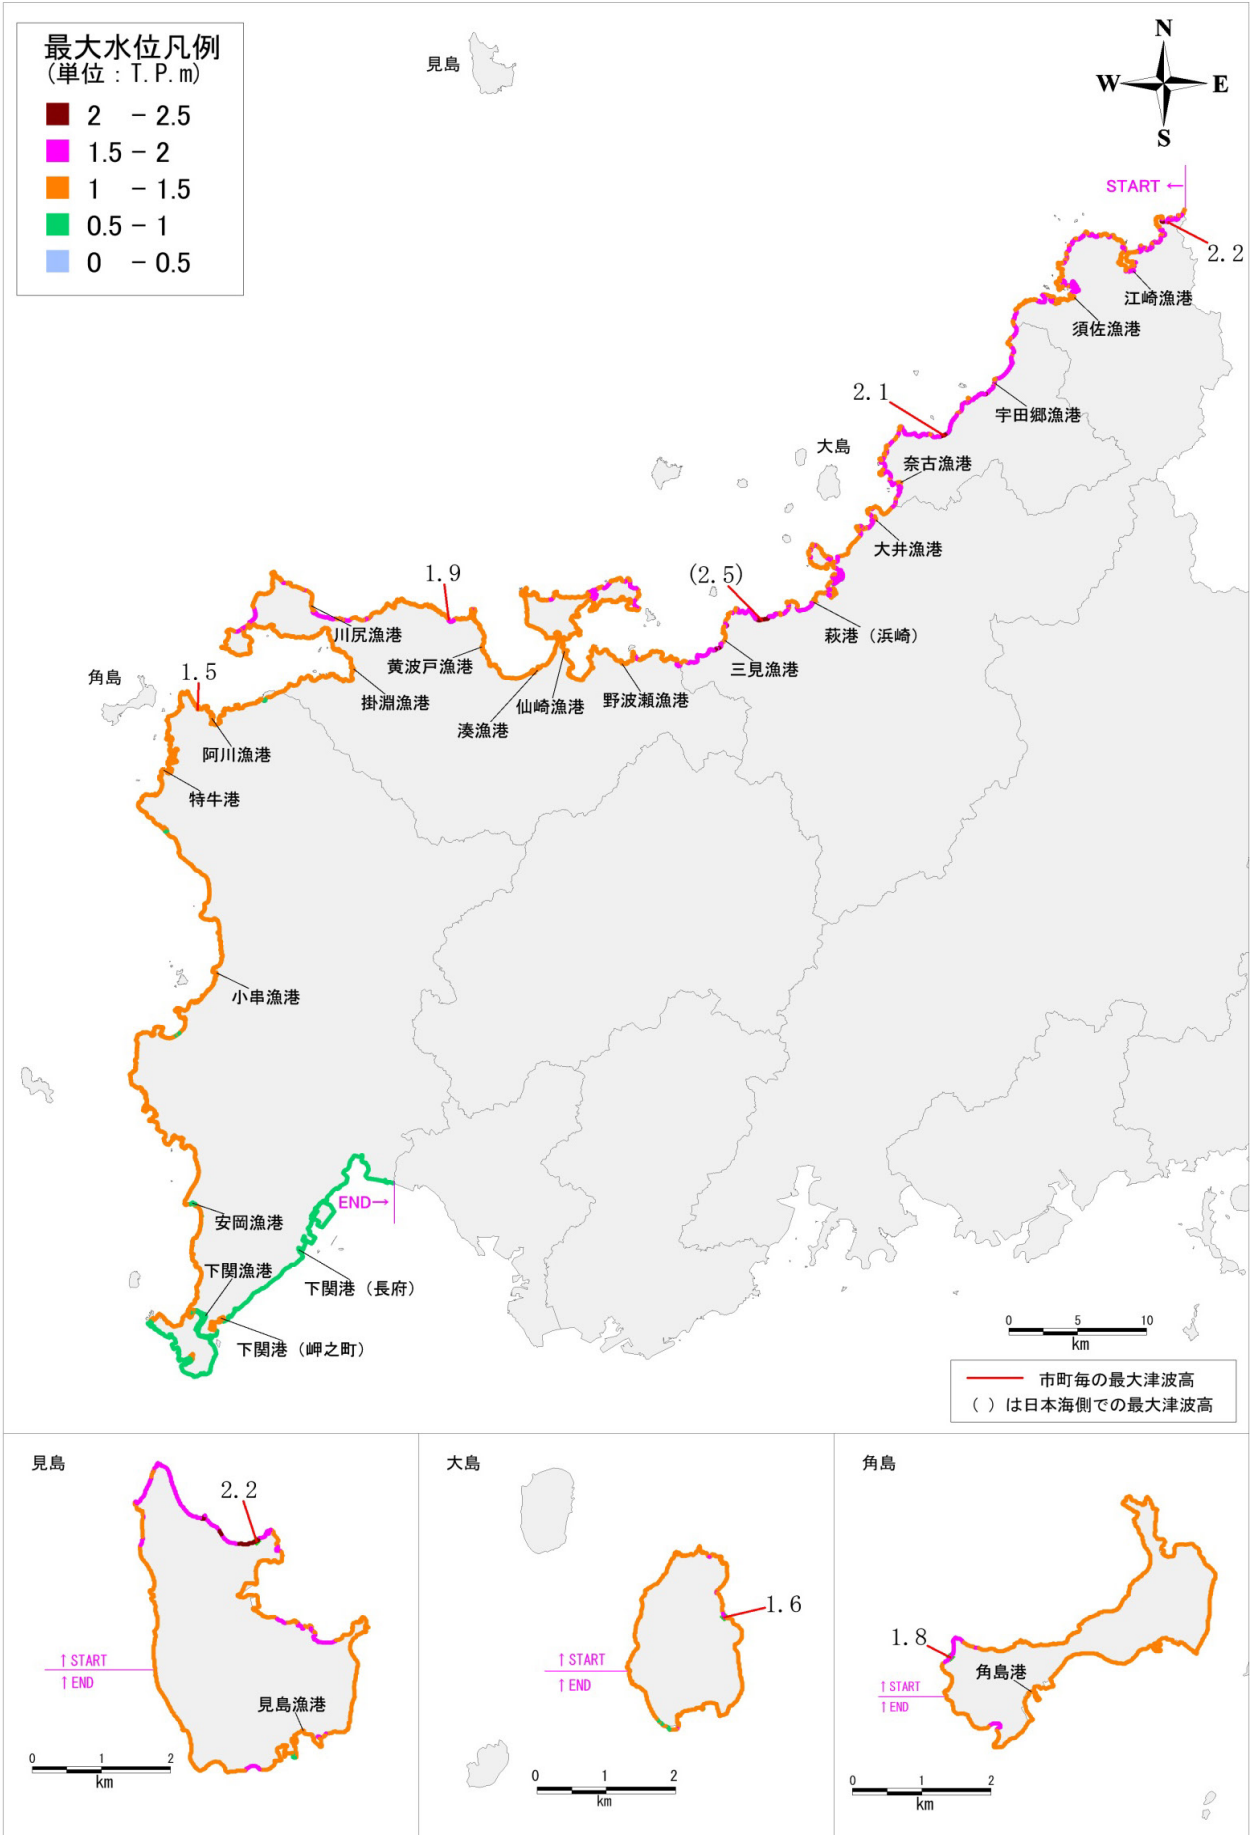 最大水位凡例
(単位:T.P.m)
2 - 2.5
1.5 - 2
1 - 1.5
0.5 - 1
0 - 0.5
見島
N
W
E
S
START ←
2.2
江崎漁港
須佐漁港
宇田郷漁港
2.1
奈古漁港
大島
大井漁港
(2.5)
萩港(浜崎)
三見漁港
1.9
川尻漁港
黄波戸漁港
掛淵漁港
湊漁港
仙崎漁港
野波瀬漁港
角島
1.5
阿川漁港
特牛港
小串漁港
END→
安岡漁港
下関漁港
下関港(長府)
下関港(岬之町)
0 5 10
km
市町毎の最大津波高
( )は日本海側での最大津波高
見島
2.2
↑START
↑END
見島漁港
0 1 2
km
大島
1.6
↑START
↑END
0 1 2
km
角島
1.8
角島港
↑START
↑END
0 1 2
km